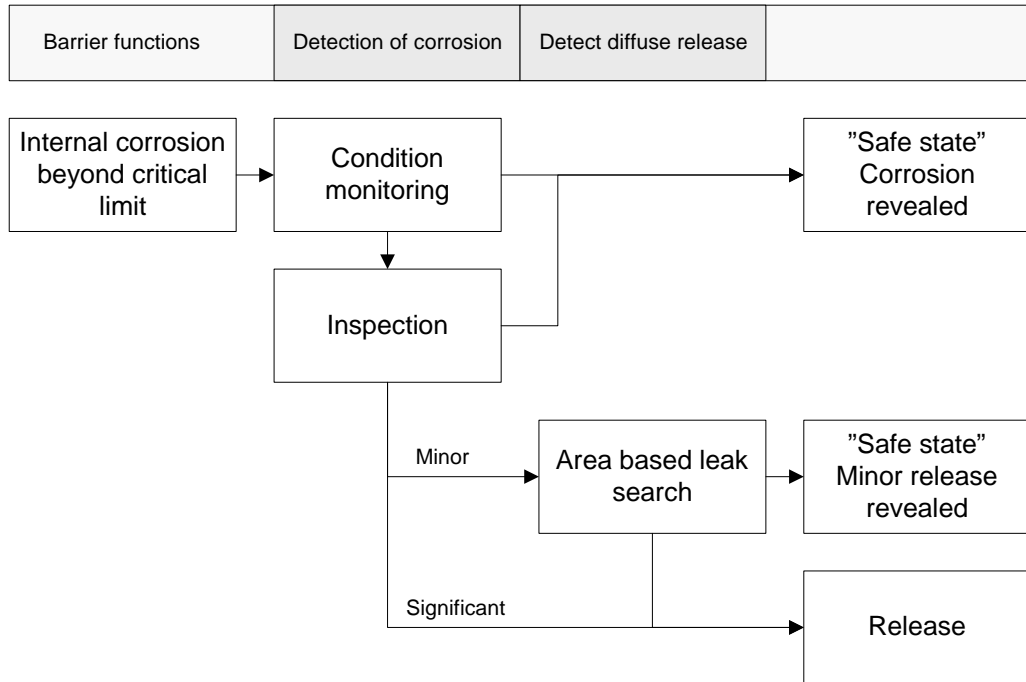 Barrier functions
Detection of corrosion
Detect diffuse release
Internal corrosion
beyond critical
limit
Condition
monitoring
”Safe state”
Corrosion
revealed
Inspection
Minor
Area based leak
search
”Safe state”
Minor release
revealed
Significant
Release